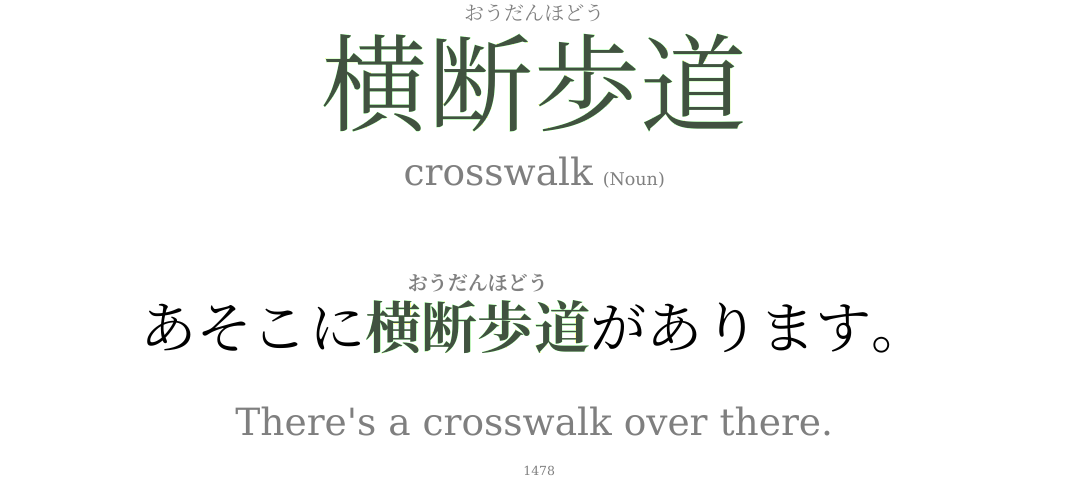 おうだんほどう
横断歩道
crosswalk (Noun)
おうだんほどう
あそこに横断歩道があります。
There's a crosswalk over there.
1478